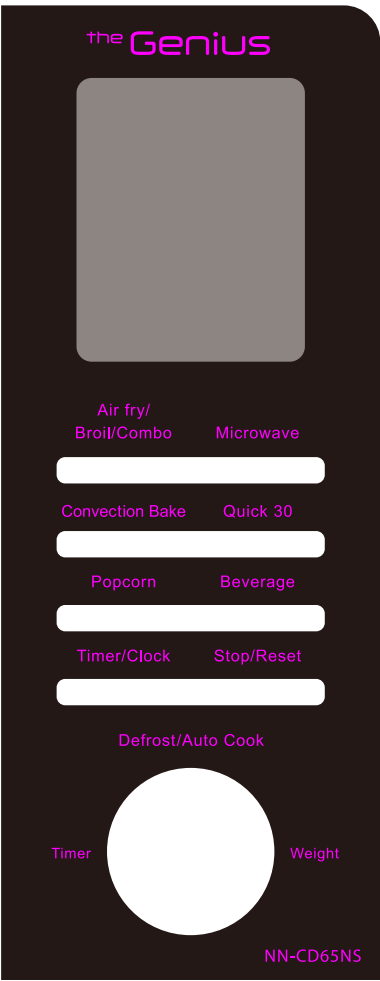 the Genius
Air fry/
Broil/Combo Microwave
Convection Bake Quick 30
Popcorn Beverage
Timer/Clock Stop/Reset
Defrost/Auto Cook
Timer Weight
NN-CD65NS